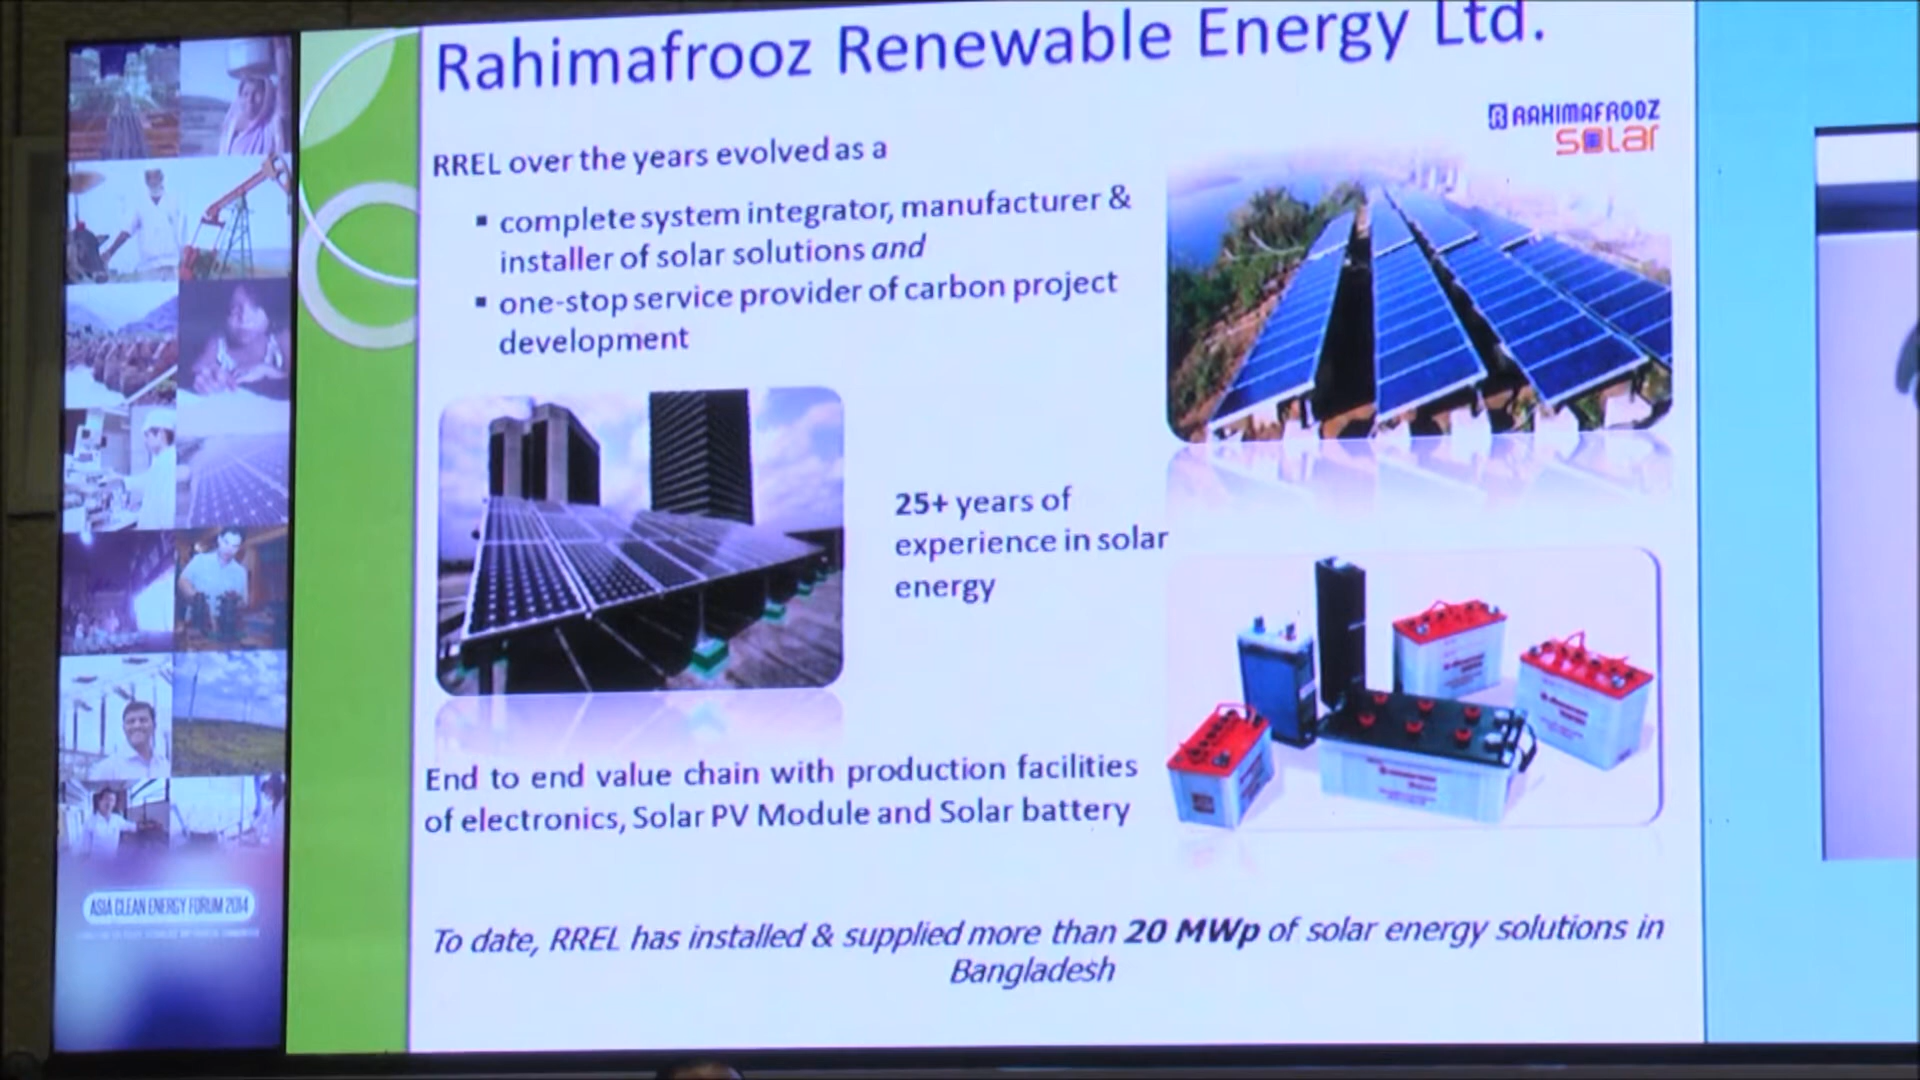 Rahimafrooz Renewable Energy Ltd.
RAHIMAFROOZ
SOLAR
RREL over the years evolved as a
▪ complete system integrator, manufacturer &
installer of solar solutions and
▪ one-stop service provider of carbon project
development
25+ years of
experience in solar
energy
End to end value chain with production facilities
of electronics, Solar PV Module and Solar battery
To date, RREL has installed & supplied more than 20 MWp of solar energy solutions in
Bangladesh
ASIA CLEAN ENERGY FORUM 2014